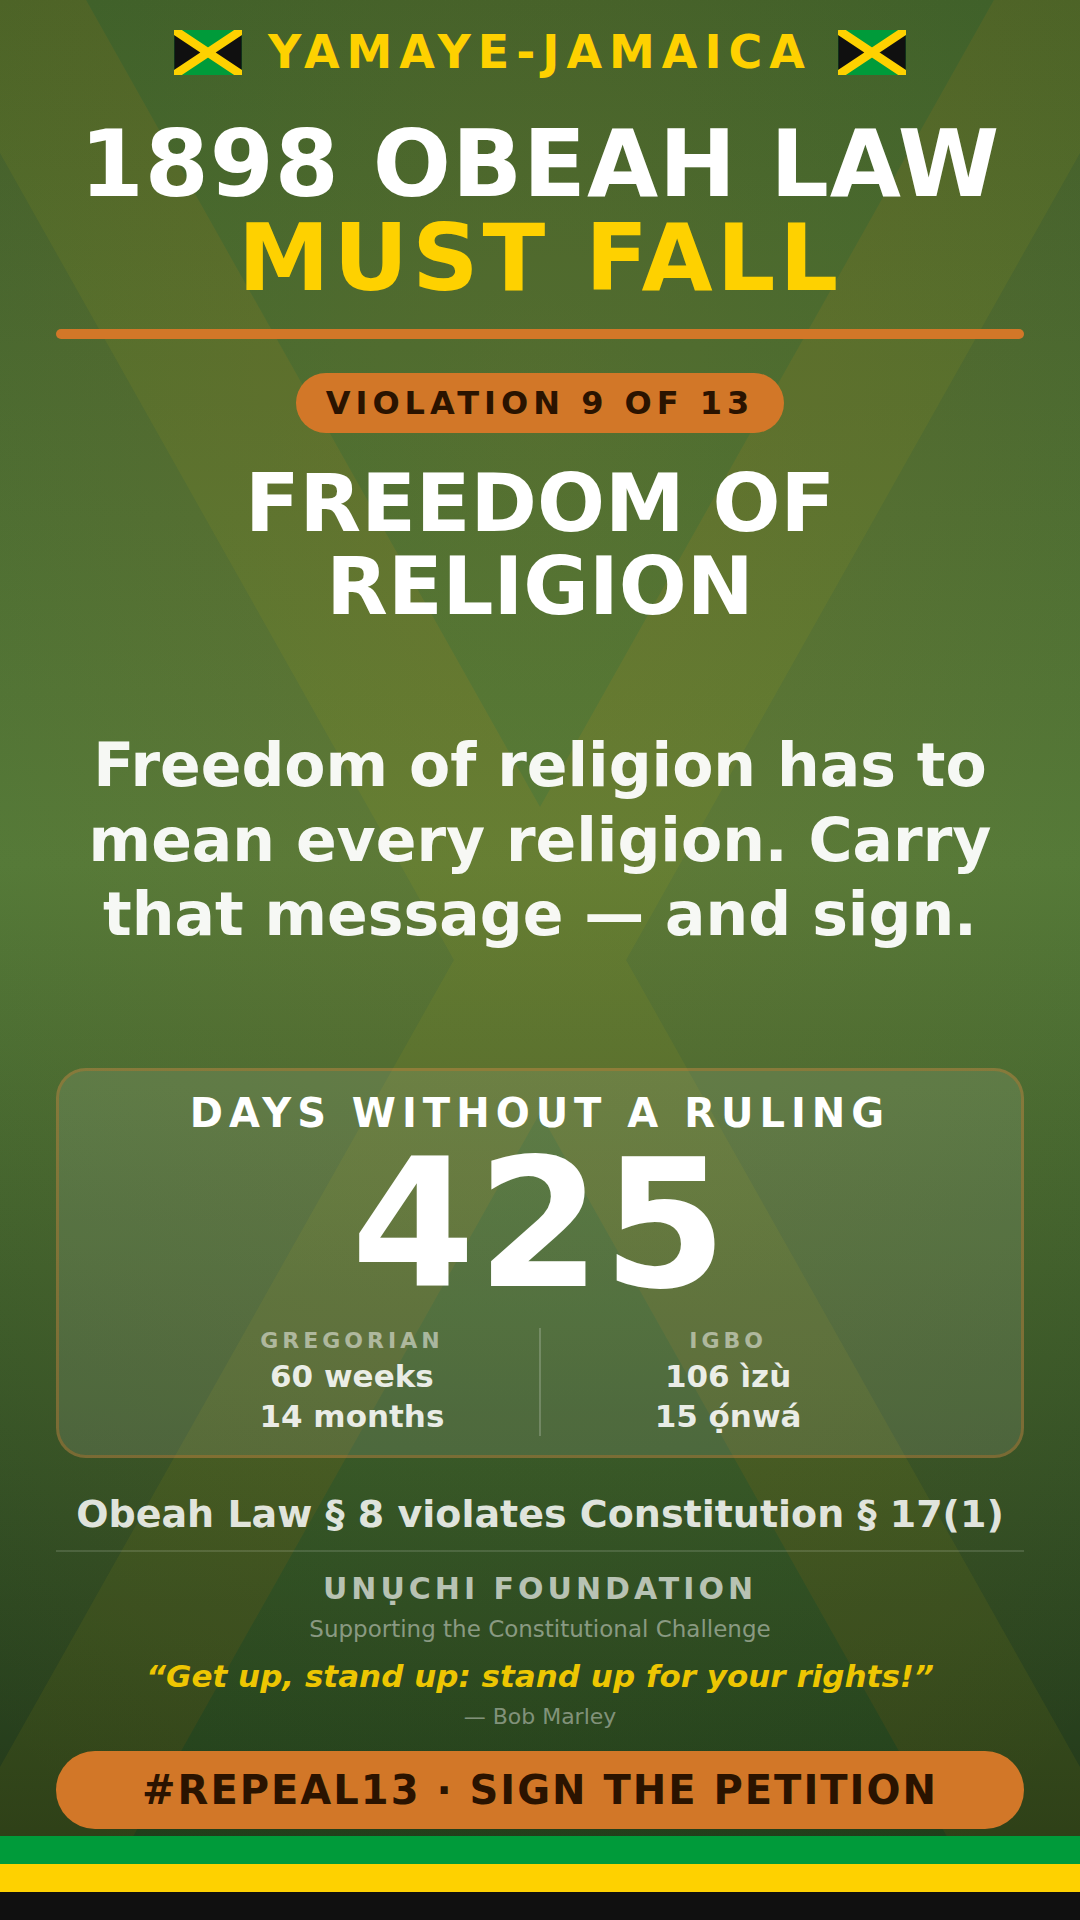 YAMAYE-JAMAICA
1898 OBEAH LAW
MUST FALL
VIOLATION 9 OF 13
FREEDOM OF
RELIGION
Freedom of religion has to
mean every religion. Carry
that message — and sign.
DAYS WITHOUT A RULING
425
GREGORIAN
60 weeks
14 months
IGBO
106 ìzù
15 ọ́nwá
Obeah Law § 8 violates Constitution § 17(1)
UNỤCHI FOUNDATION
Supporting the Constitutional Challenge
“Get up, stand up: stand up for your rights!”
— Bob Marley
#REPEAL13 · SIGN THE PETITION